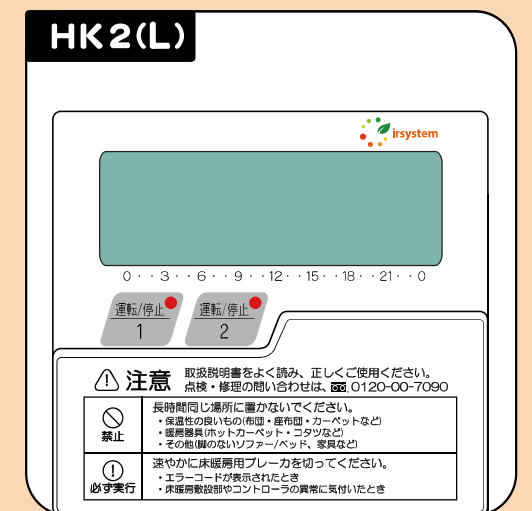 HK2(L)
irsystem
0・・3・・6・・9・・12・・15・・18・・21・・0
運転/停止 運転/停止
1 2
注意 取扱説明書をよく読み、正しくご使用ください。
点検・修理の問い合わせは、0120-00-7090
長時間同じ場所に置かないでください。
・保温性の良いもの(布団・座布団・カーペットなど)
・暖房器具(ホットカーペット・コタツなど)
・その他(脚のないソファー/ベッド、家具など)
禁止
速やかに床暖房用ブレーカを切ってください。
・エラーコードが表示されたとき
・床暖房敷設部やコントローラの異常に気付いたとき
必ず実行